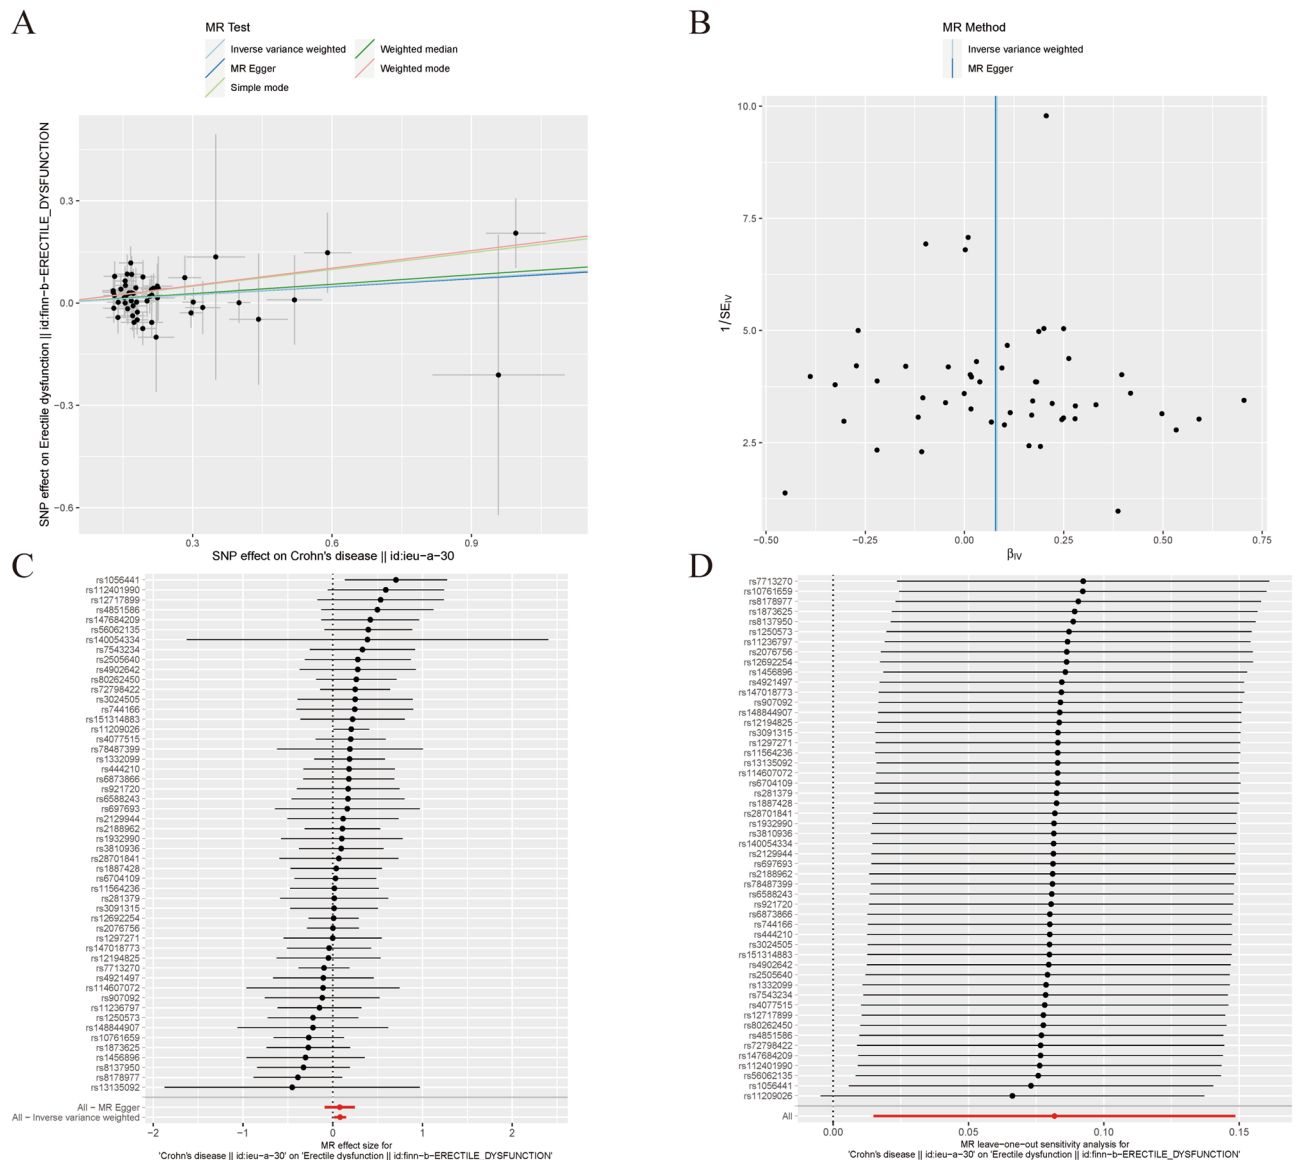 A
MR Test
Inverse variance weighted
Weighted median
MR Egger
Weighted mode
Simple mode
SNP effect on Erectile dysfunction || id:finn−b−ERECTILE_DYSFUNCTION
0.3
0.0
−0.3
−0.6
0.3
0.6
0.9
SNP effect on Crohn's disease || id:ieu−a−30
B
MR Method
Inverse variance weighted
MR Egger
1/SEIV
10.0
7.5
5.0
2.5
−0.50
−0.25
0.00
0.25
0.50
0.75
βIV
C
rs1056441
rs112401990
rs12717899
rs4851586
rs147684209
rs56062135
rs140054334
rs7543234
rs2505640
rs4902642
rs80262450
rs72798422
rs3024505
rs744166
rs151314883
rs11209026
rs4077515
rs78487399
rs1332099
rs444210
rs6873866
rs921720
rs6588243
rs697693
rs2129944
rs2188962
rs1932990
rs3810936
rs28701841
rs1887428
rs6704109
rs11564236
rs281379
rs3091315
rs12692254
rs2076756
rs1297271
rs147018773
rs12194825
rs7713270
rs4921497
rs114607072
rs907092
rs11236797
rs1250573
rs148844907
rs10761659
rs1873625
rs1456896
rs8137950
rs8178977
rs13135092
All − MR Egger
All − Inverse variance weighted
−2
−1
0
1
2
MR effect size for
'Crohn's disease || id:ieu−a−30' on 'Erectile dysfunction || id:finn−b−ERECTILE_DYSFUNCTION'
D
rs7713270
rs10761659
rs8178977
rs1873625
rs8137950
rs1250573
rs11236797
rs2076756
rs12692254
rs1456896
rs4921497
rs147018773
rs907092
rs148844907
rs12194825
rs3091315
rs1297271
rs11564236
rs13135092
rs114607072
rs6704109
rs281379
rs1887428
rs28701841
rs1932990
rs3810936
rs140054334
rs2129944
rs697693
rs2188962
rs78487399
rs6588243
rs921720
rs6873866
rs744166
rs444210
rs3024505
rs151314883
rs4902642
rs2505640
rs1332099
rs7543234
rs4077515
rs12717899
rs80262450
rs4851586
rs72798422
rs147684209
rs112401990
rs56062135
rs1056441
rs11209026
All
0.00
0.05
0.10
0.15
MR leave−one−out sensitivity analysis for
'Crohn's disease || id:ieu−a−30' on 'Erectile dysfunction || id:finn−b−ERECTILE_DYSFUNCTION'